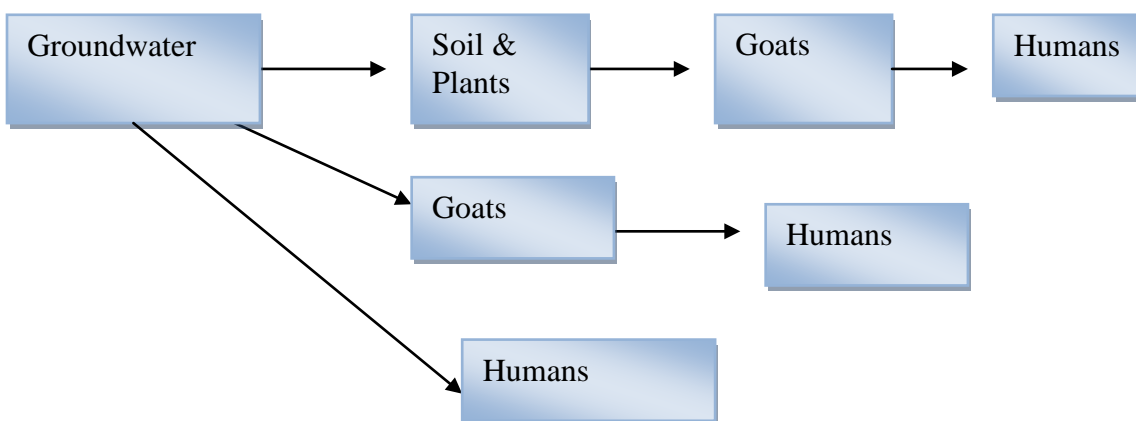 Groundwater
Soil &
Plants
Goats
Humans
Goats
Humans
Humans